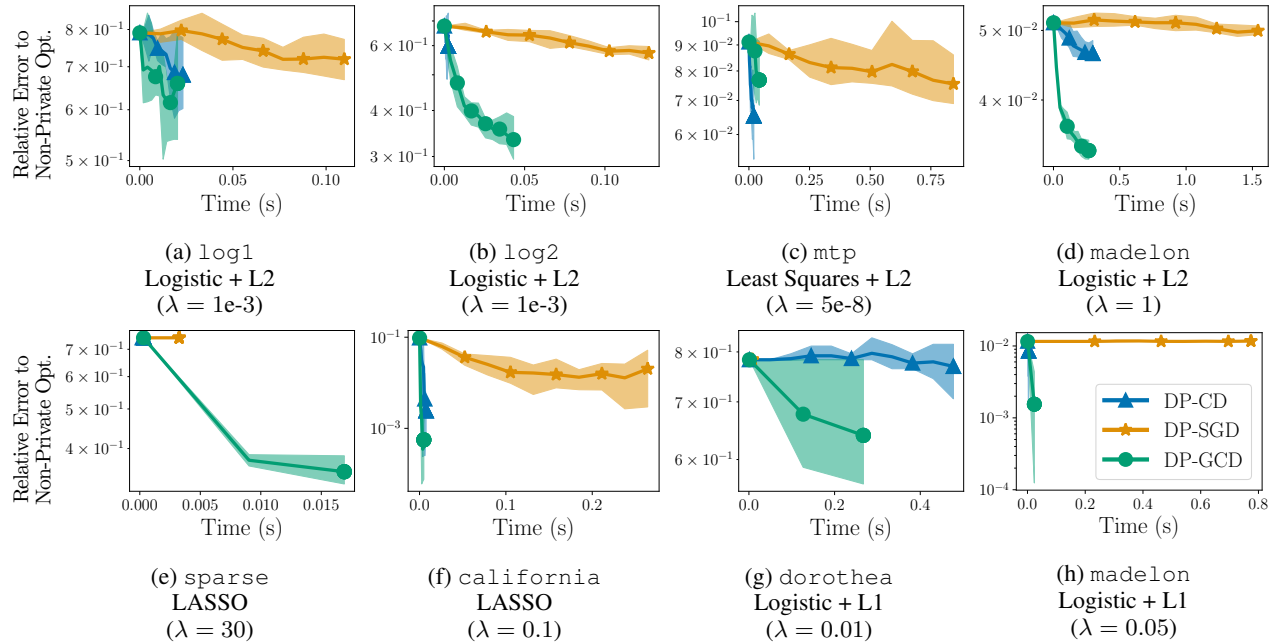 Relative Error to
Non-Private Opt.
8 × 10⁻¹
7 × 10⁻¹
6 × 10⁻¹
5 × 10⁻¹
0.00 0.05 0.10
Time (s)
6 × 10⁻¹
4 × 10⁻¹
3 × 10⁻¹
0.00 0.05 0.10
Time (s)
10 × 10⁻²
9 × 10⁻²
8 × 10⁻²
7 × 10⁻²
6 × 10⁻²
0.00 0.25 0.50 0.75
Time (s)
5 × 10⁻²
4 × 10⁻²
0.0 0.5 1.0 1.5
Time (s)
(a) log1
Logistic + L2
(λ = 1e-3)
(b) log2
Logistic + L2
(λ = 1e-3)
(c) mtp
Least Squares + L2
(λ = 5e-8)
(d) madelon
Logistic + L2
(λ = 1)
Relative Error to
Non-Private Opt.
7 × 10⁻¹
6 × 10⁻¹
5 × 10⁻¹
4 × 10⁻¹
0.000 0.005 0.010 0.015
Time (s)
10⁻¹
10⁻³
0.0 0.1 0.2
Time (s)
8 × 10⁻¹
7 × 10⁻¹
6 × 10⁻¹
0.0 0.2 0.4
Time (s)
10⁻²
10⁻³
10⁻⁴
0.0 0.2 0.4 0.6 0.8
Time (s)
DP-CD
DP-SGD
DP-GCD
(e) sparse
LASSO
(λ = 30)
(f) california
LASSO
(λ = 0.1)
(g) dorothea
Logistic + L1
(λ = 0.01)
(h) madelon
Logistic + L1
(λ = 0.05)